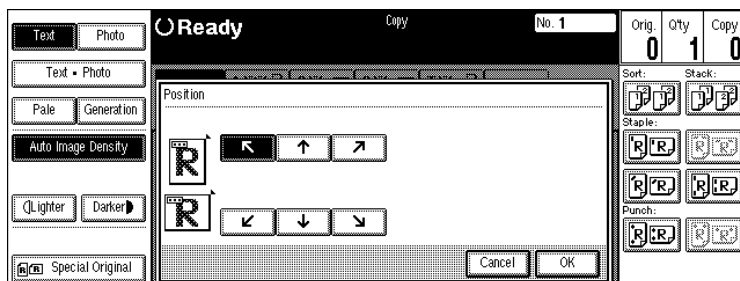 Text Photo
Text • Photo
Pale Generation
Auto Image Density
Lighter Darker
Special Original
Ready
Copy
No. 1
Position
Cancel OK
Orig. Q'ty Copy
0 1 0
Sort: Stack:
Staple:
Punch: